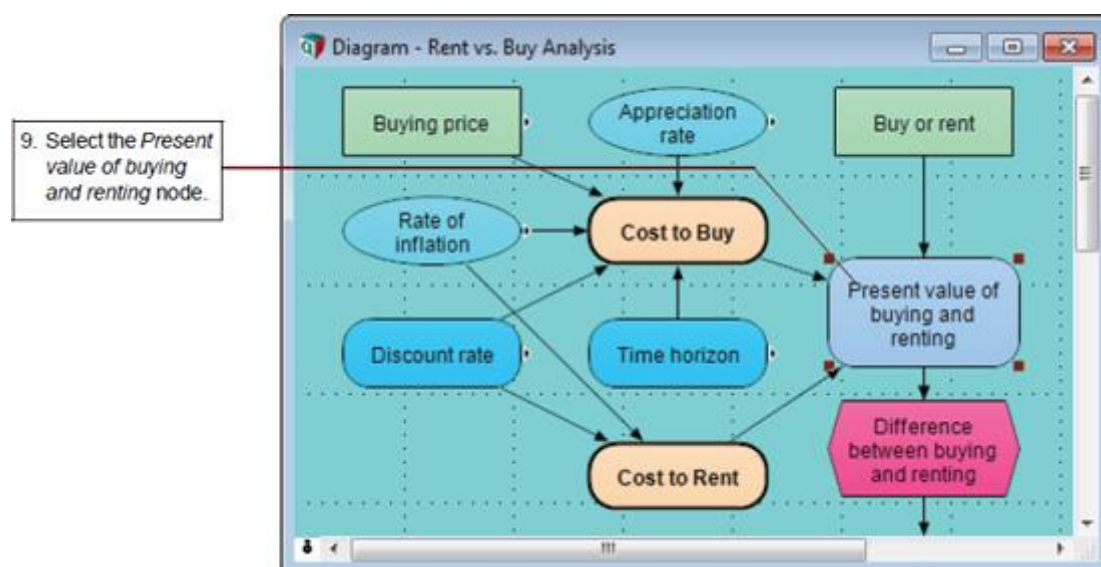 Diagram - Rent vs. Buy Analysis
9. Select the Present
value of buying
and renting node.
Buying price
Appreciation
rate
Buy or rent
Rate of
inflation
Cost to Buy
Present value of
buying and
renting
Discount rate
Time horizon
Difference
between buying
and renting
Cost to Rent